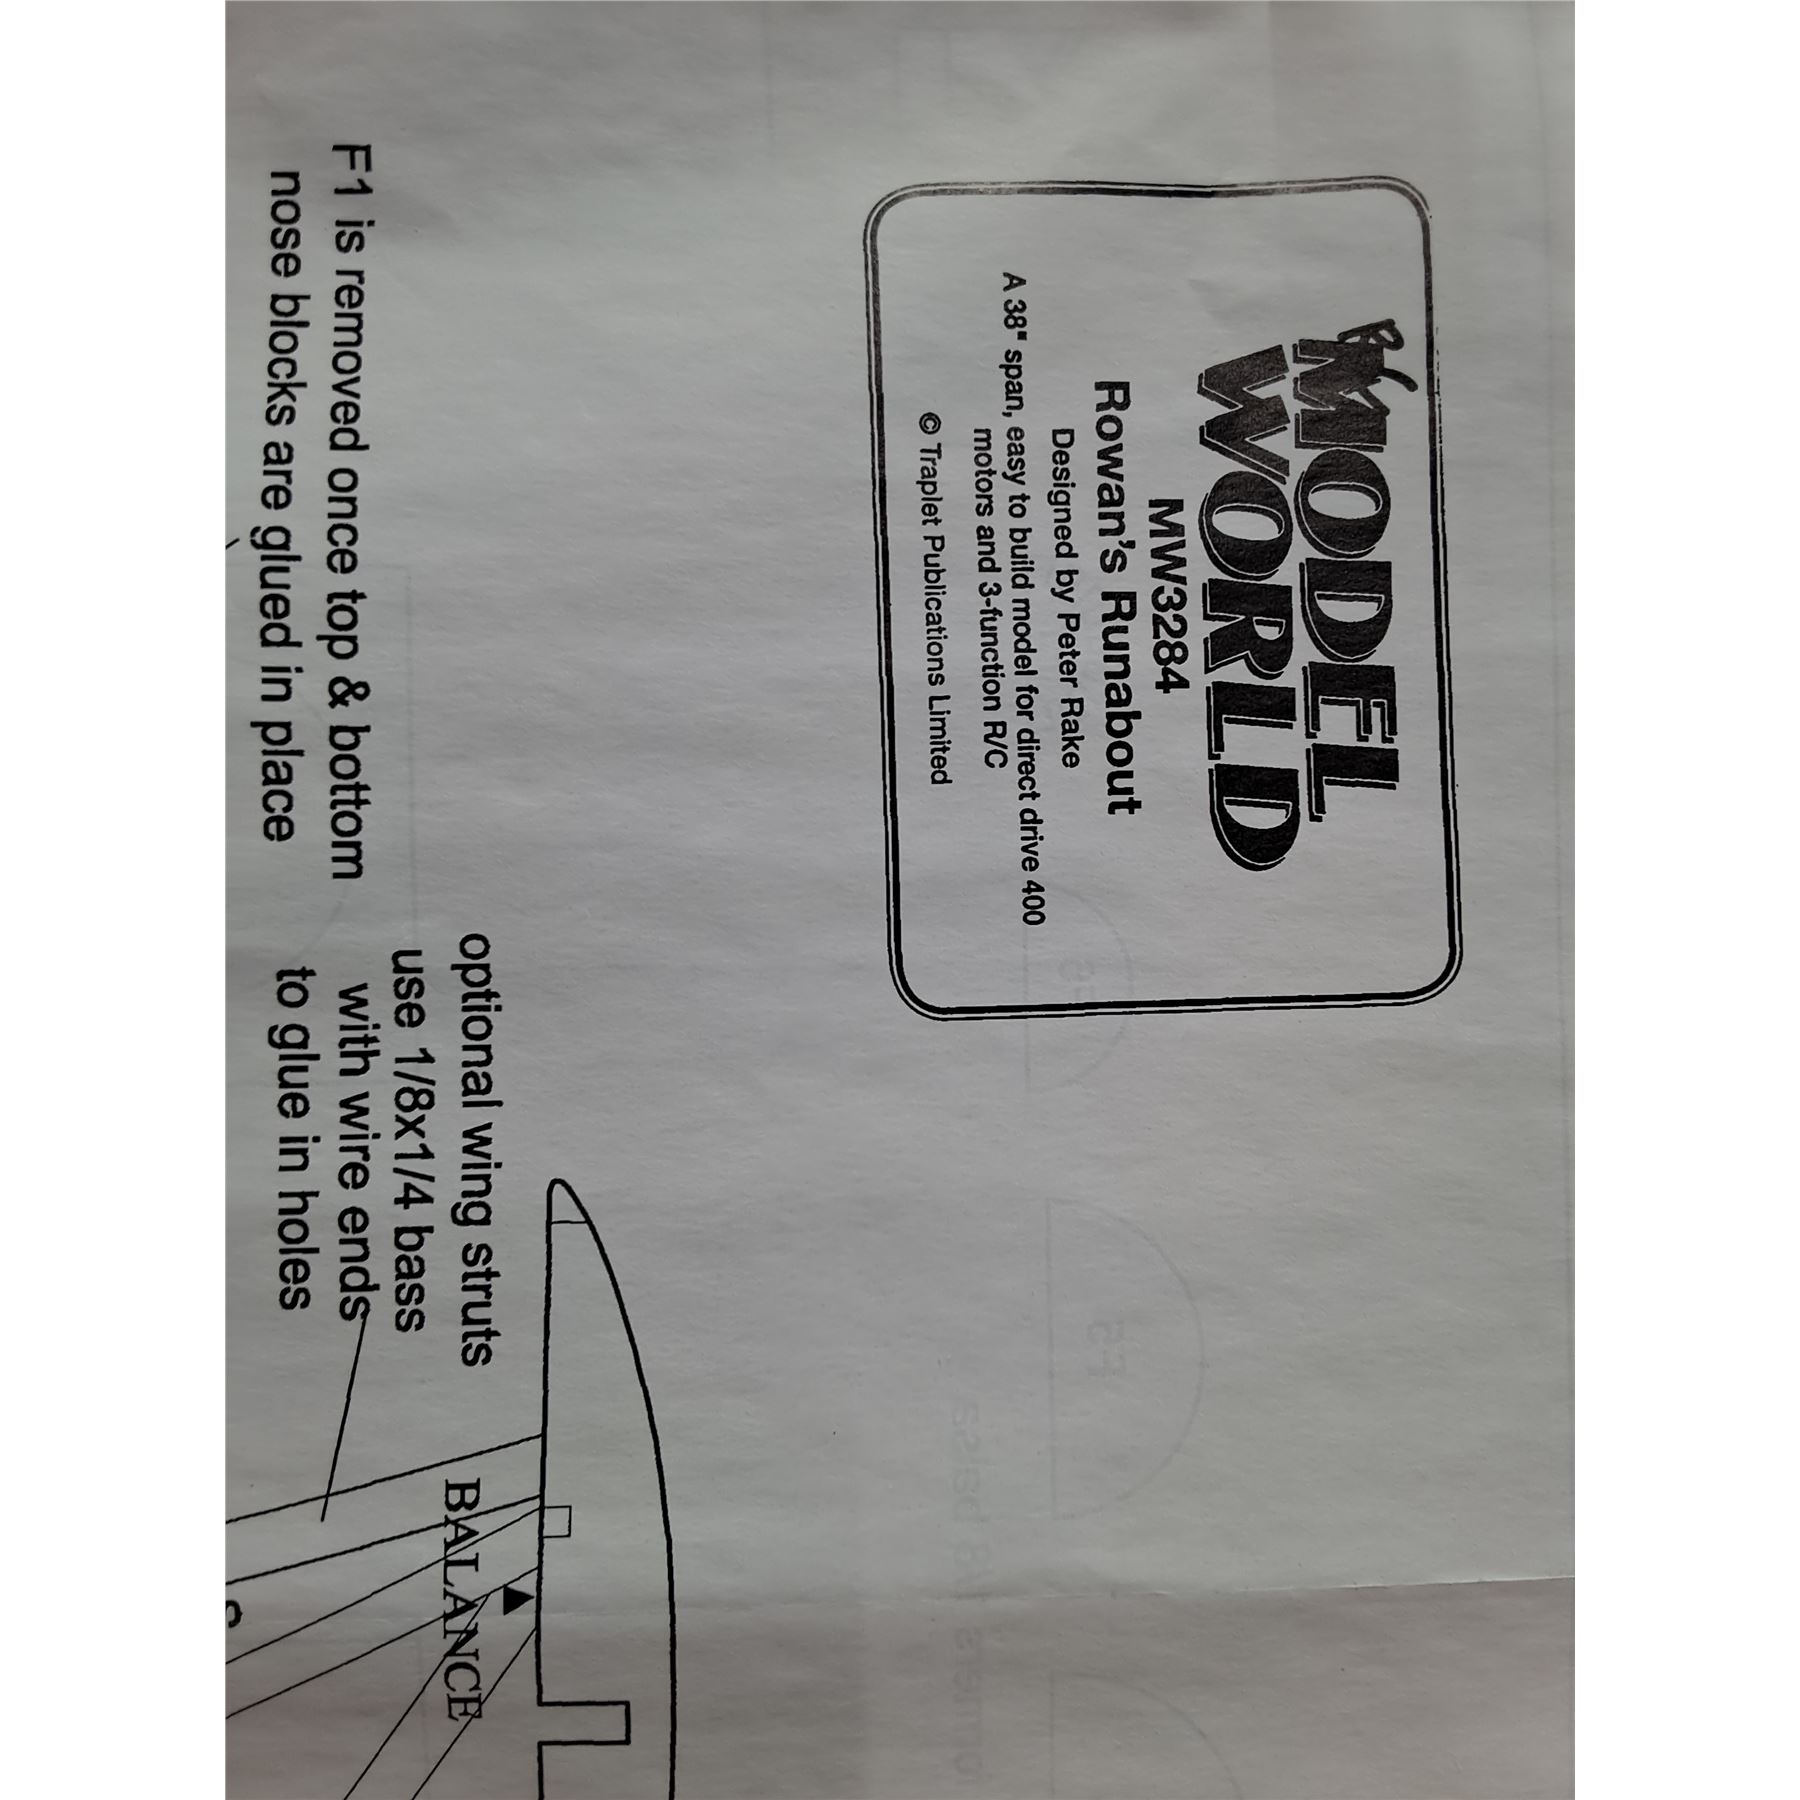 R/C
MODEL
WORLD
MW3284
Rowan's Runabout
Designed by Peter Rake
A 38" span, easy to build model for direct drive 400
motors and 3-function R/C
© Traplet Publications Limited
F1 is removed once top & bottom
nose blocks are glued in place
optional wing struts
use 1/8x1/4 bass
with wire ends
to glue in holes
BALANCE